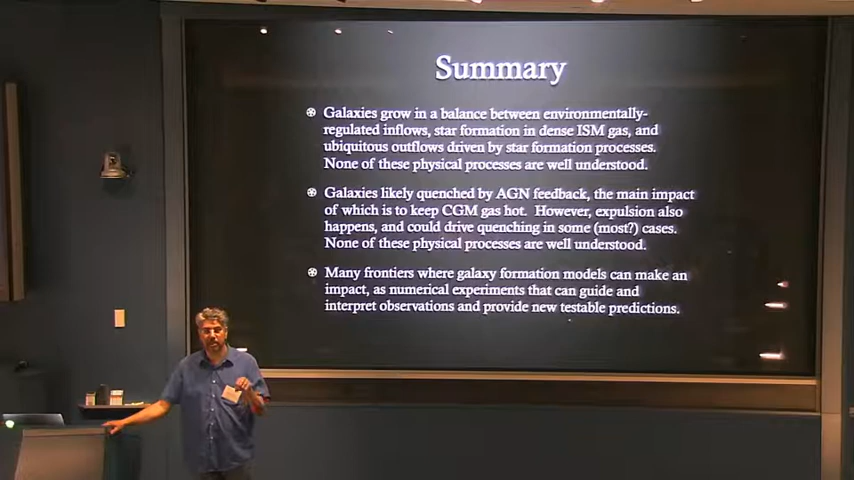 Summary
Galaxies grow in a balance between environmentally-
regulated inflows, star formation in dense ISM gas, and
ubiquitous outflows driven by star formation processes.
None of these physical processes are well understood.
Galaxies likely quenched by AGN feedback, the main impact
of which is to keep CGM gas hot. However, expulsion also
happens, and could drive quenching in some (most?) cases.
None of these physical processes are well understood.
Many frontiers where galaxy formation models can make an
impact, as numerical experiments that can guide and
interpret observations and provide new testable predictions.